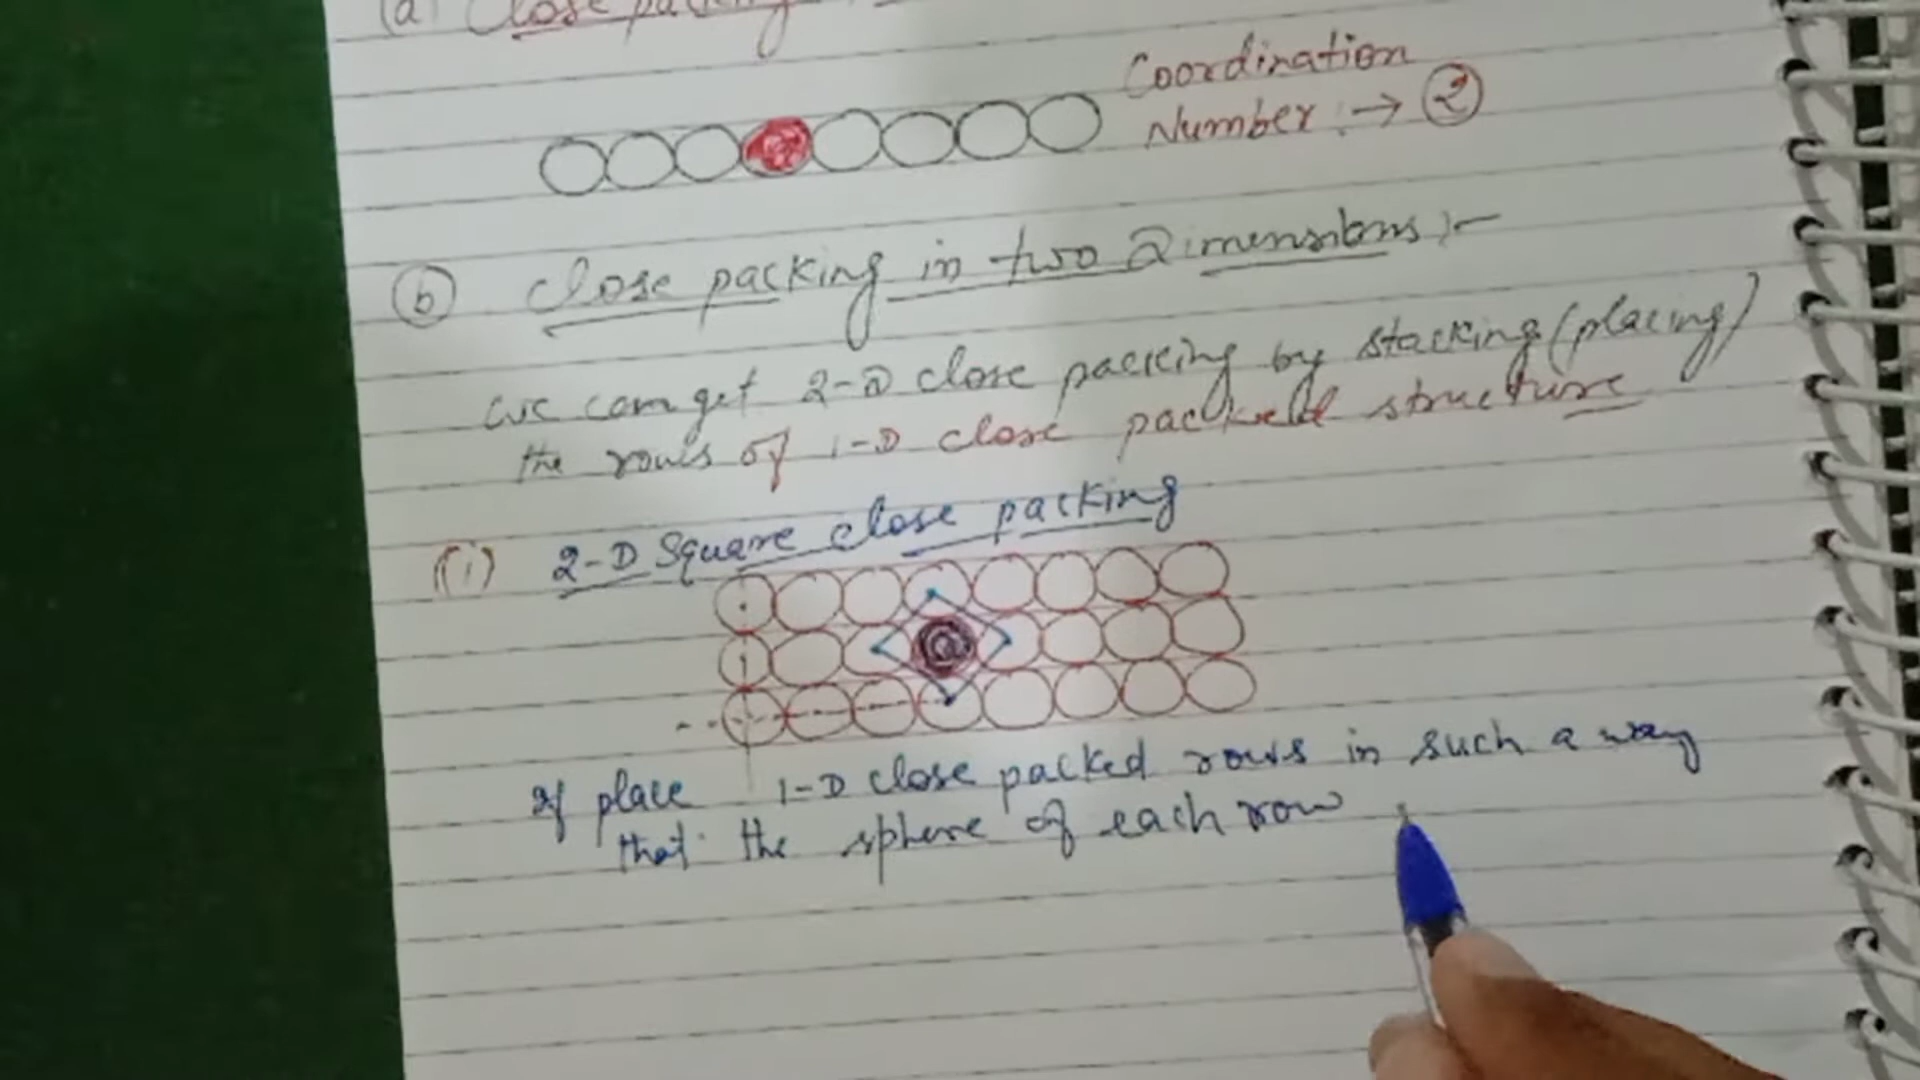 (a) Close packing
Coordination
Number :→ 2
(b) Close packing in two Dimensions :-
we can get 2-D close packing by stacking (placing)
the rows of 1-D close packed structure
(i) 2-D Square close packing
If place 1-D close packed rows in such a way
that the sphere of each row